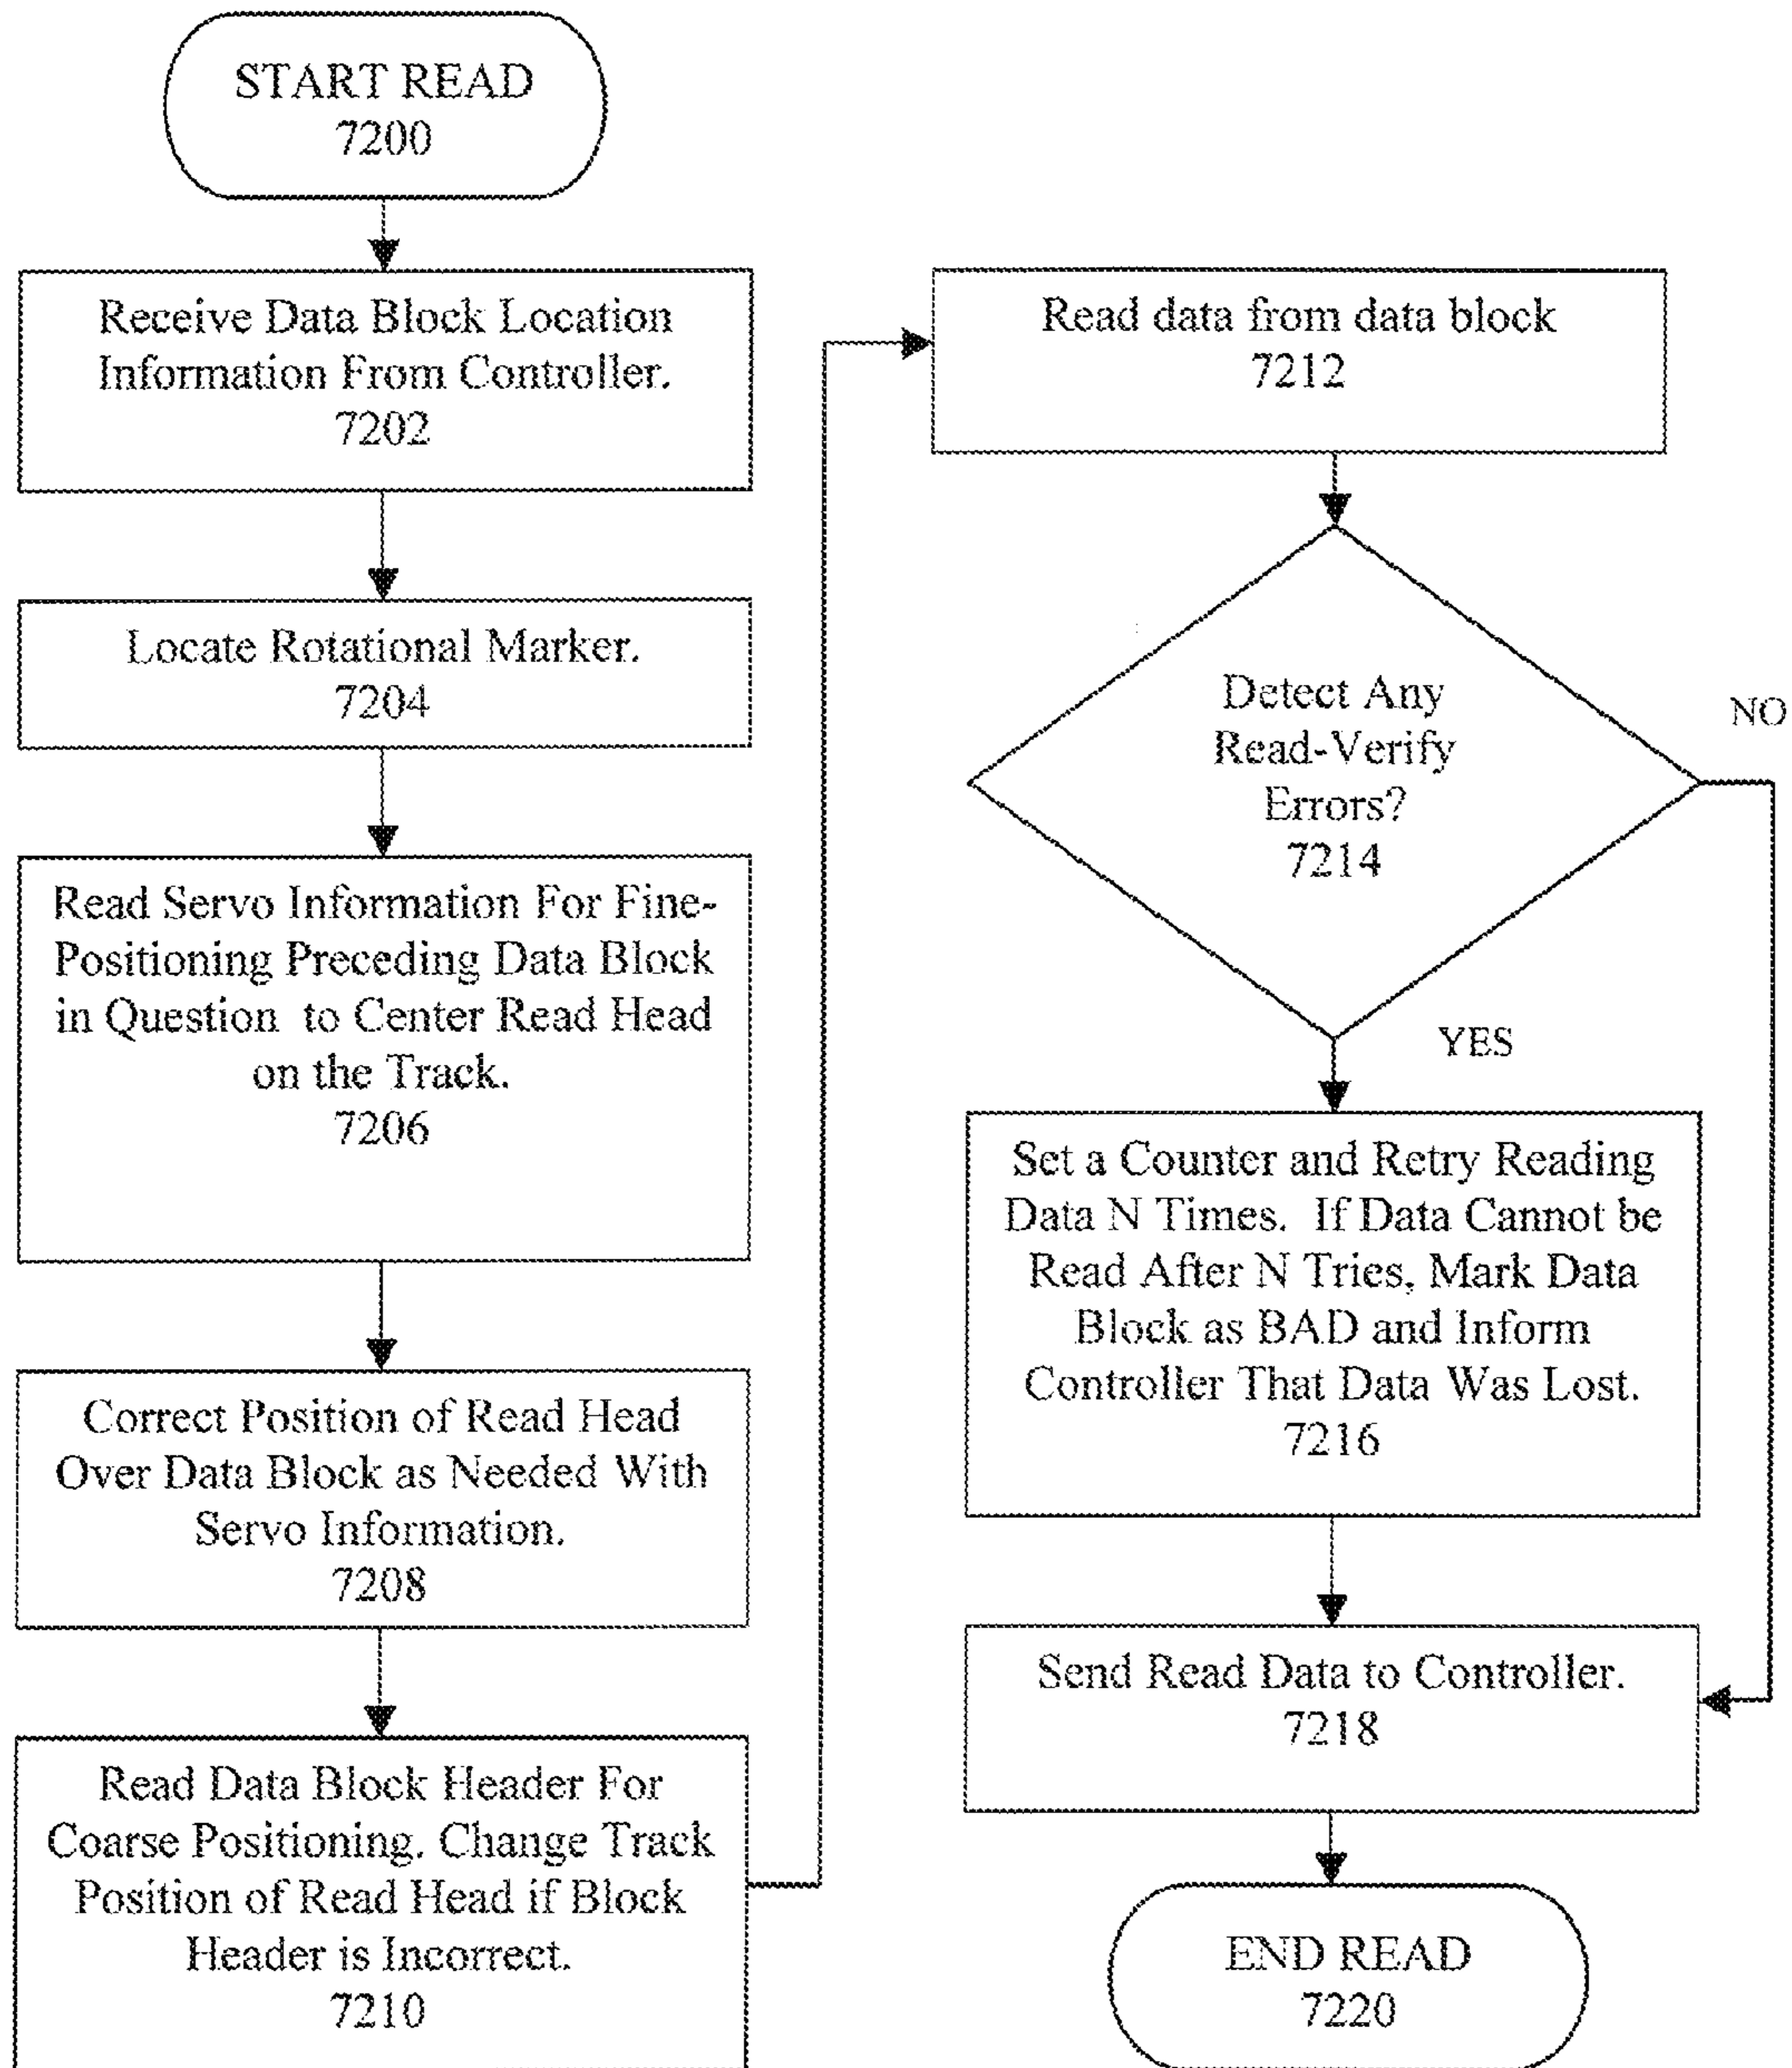 START READ
7200
Receive Data Block Location
Information From Controller.
7202
Locate Rotational Marker.
7204
Read Servo Information For Fine-
Positioning Preceding Data Block
in Question to Center Read Head
on the Track.
7206
Correct Position of Read Head
Over Data Block as Needed With
Servo Information.
7208
Read Data Block Header For
Coarse Positioning. Change Track
Position of Read Head if Block
Header is Incorrect.
7210
Read data from data block
7212
Detect Any
Read-Verify
Errors?
7214
NO
YES
Set a Counter and Retry Reading
Data N Times. If Data Cannot be
Read After N Tries, Mark Data
Block as BAD and Inform
Controller That Data Was Lost.
7216
Send Read Data to Controller.
7218
END READ
7220